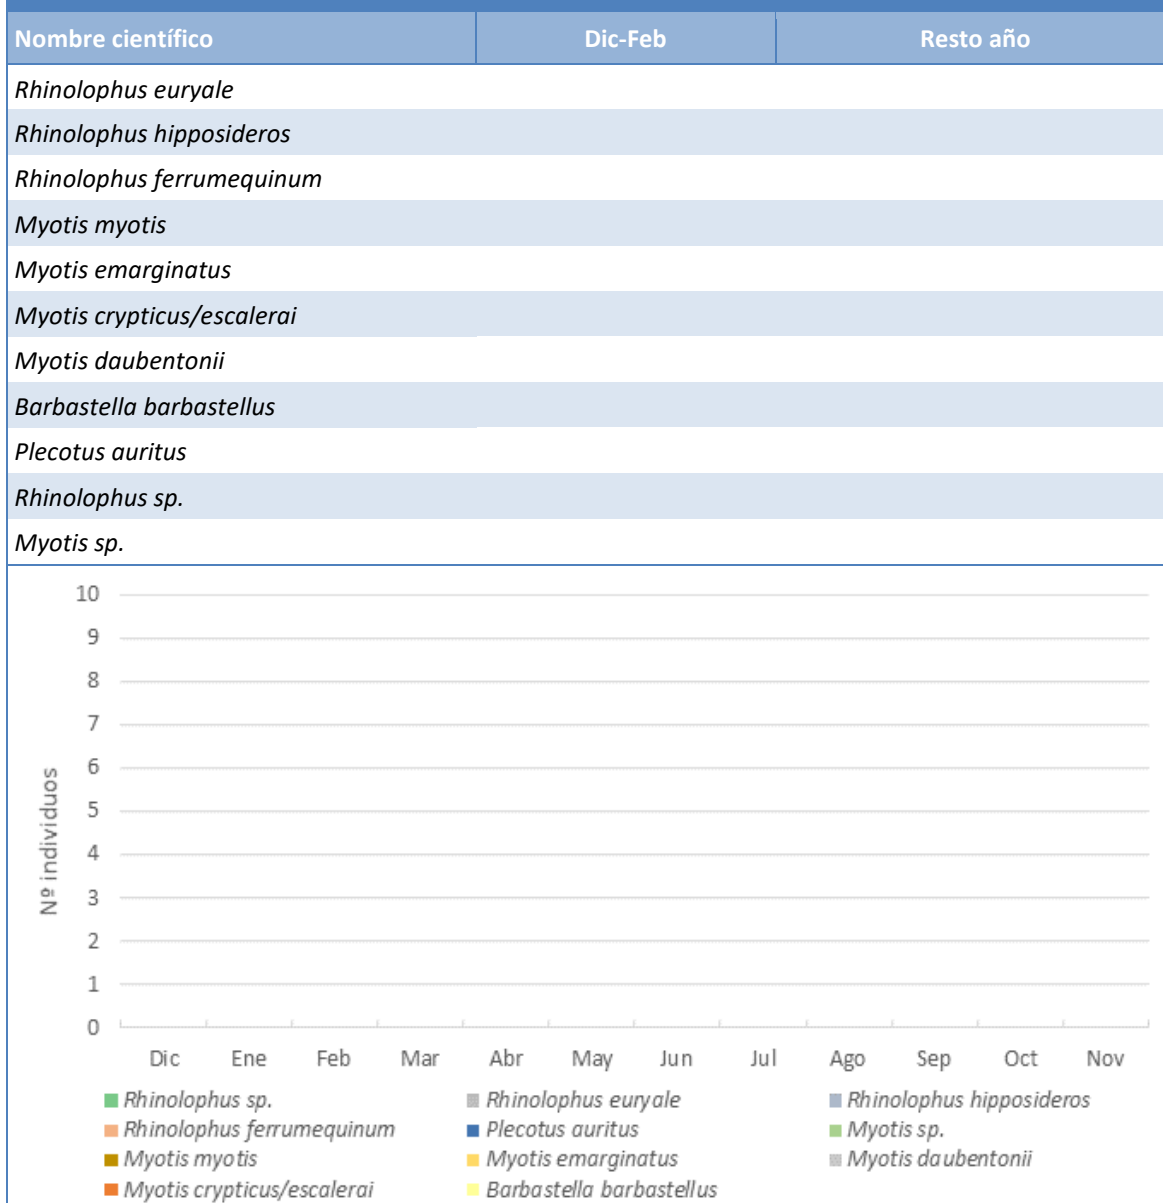 Nombre científico Dic-Feb Resto año
Rhinolophus euryale
Rhinolophus hipposideros
Rhinolophus ferrumequinum
Myotis myotis
Myotis emarginatus
Myotis crypticus/escalerai
Myotis daubentonii
Barbastella barbastellus
Plecotus auritus
Rhinolophus sp.
Myotis sp.
10
9
8
7
6
5
4
3
2
1
0
Nº individuos
Dic Ene Feb Mar Abr May Jun Jul Ago Sep Oct Nov
Rhinolophus sp. Rhinolophus euryale Rhinolophus hipposideros
Rhinolophus ferrumequinum Plecotus auritus Myotis sp.
Myotis myotis Myotis emarginatus Myotis daubentonii
Myotis crypticus/escalerai Barbastella barbastellus